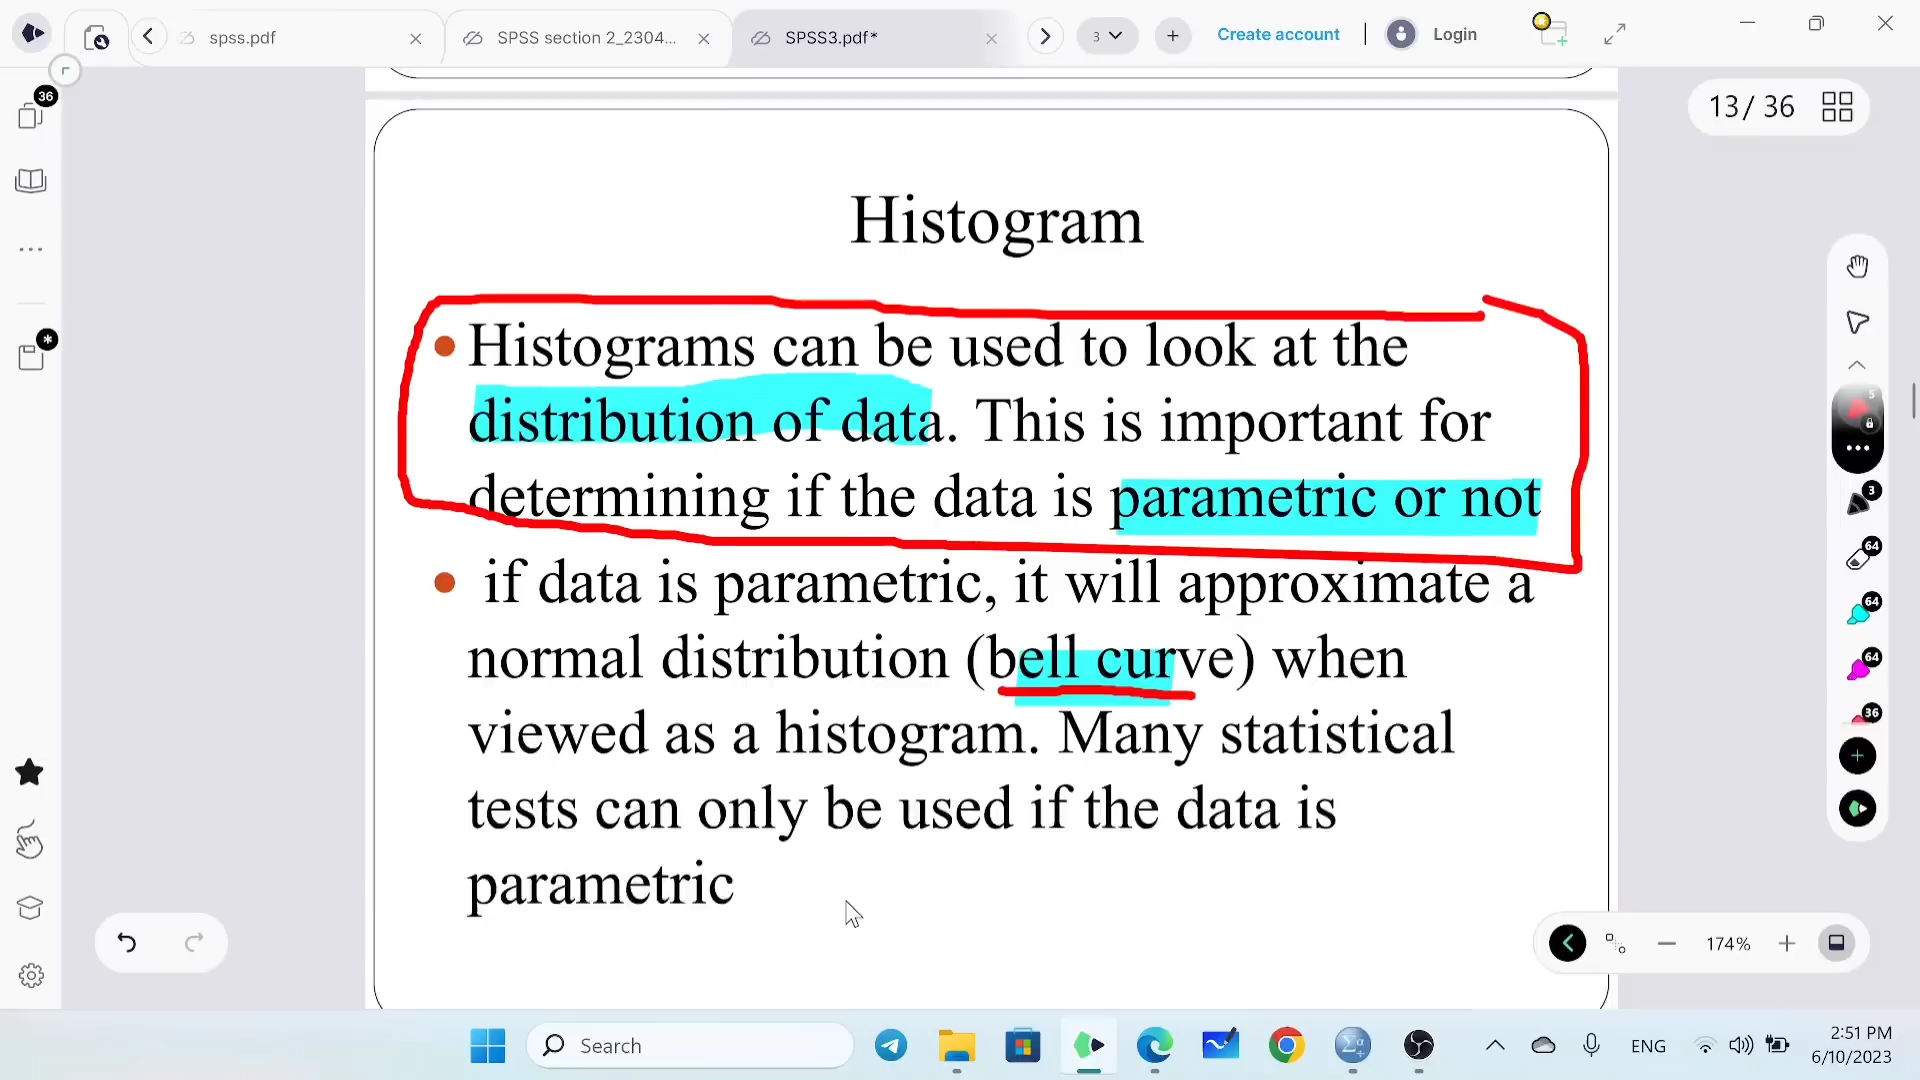 spss.pdf
SPSS section 2_2304...
SPSS3.pdf*
3
Create account
Login
36
13/ 36
Histogram
Histograms can be used to look at the
distribution of data. This is important for
determining if the data is parametric or not
if data is parametric, it will approximate a
normal distribution (bell curve) when
viewed as a histogram. Many statistical
tests can only be used if the data is
parametric
5
3
64
64
64
36
174%
Search
ENG
2:51 PM
6/10/2023